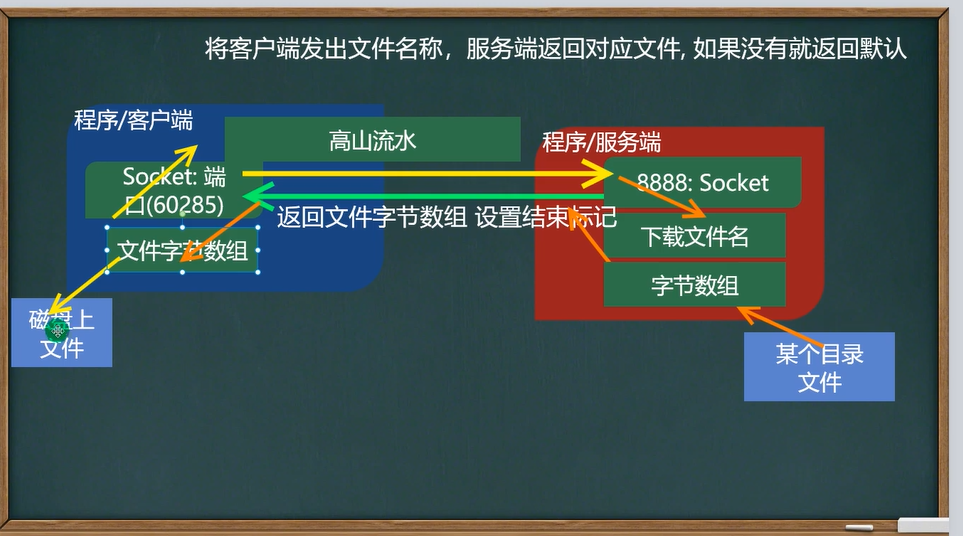 将客户端发出文件名称，服务端返回对应文件, 如果没有就返回默认
程序/客户端
高山流水
程序/服务端
Socket: 端
口(60285)
8888: Socket
返回文件字节数组 设置结束标记
文件字节数组
下载文件名
字节数组
磁盘上
文件
某个目录
文件